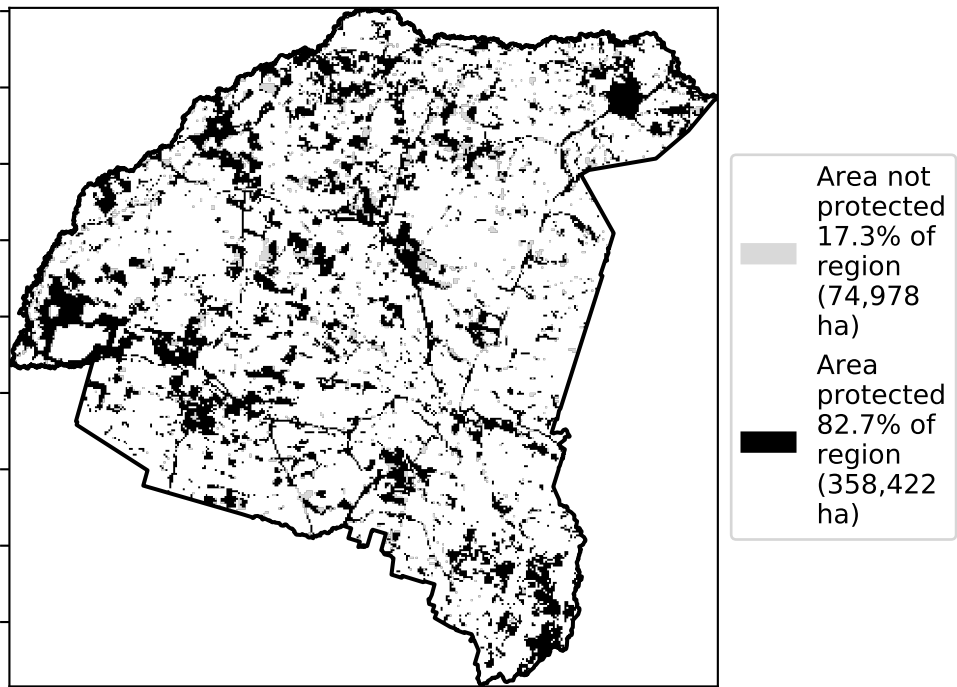 Area not
protected
17.3% of
region
(74,978
ha)
Area
protected
82.7% of
region
(358,422
ha)